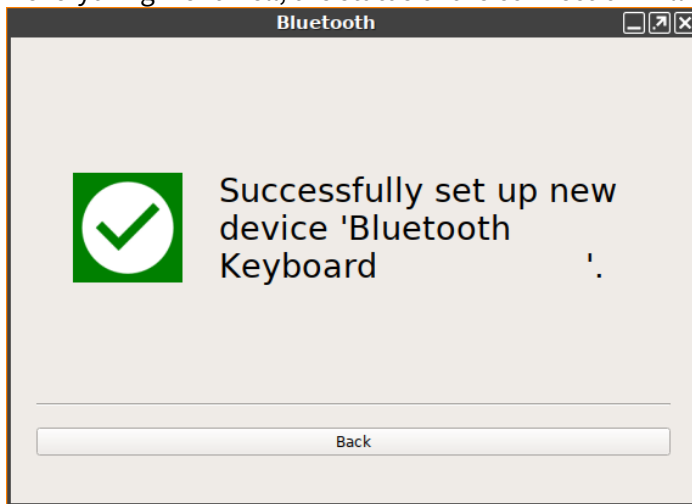 Bluetooth
Successfully set up new
device 'Bluetooth
Keyboard            '.
Back